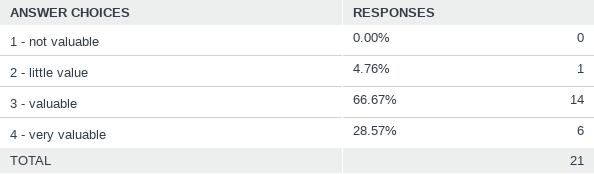 ANSWER CHOICES RESPONSES
1 - not valuable 0.00% 0
2 - little value 4.76% 1
3 - valuable 66.67% 14
4 - very valuable 28.57% 6
TOTAL 21